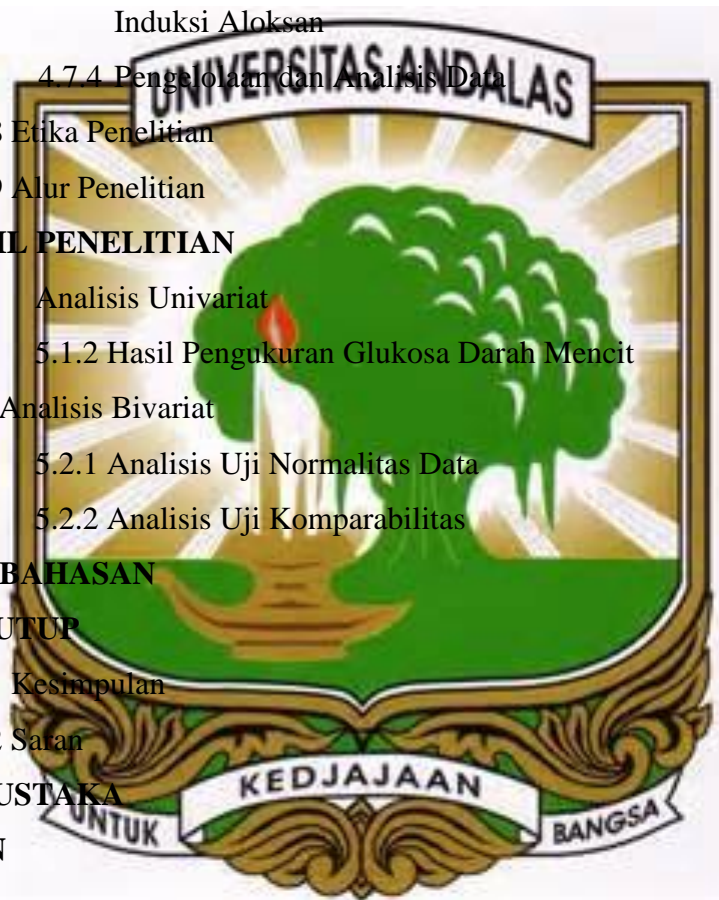 Induksi Aloksan
UNIVERSITAS ANDALAS
4.7.4 Pengelolaan dan Analisis Data
Etika Penelitian
Alur Penelitian
IL PENELITIAN
Analisis Univariat
5.1.2 Hasil Pengukuran Glukosa Darah Mencit
Analisis Bivariat
5.2.1 Analisis Uji Normalitas Data
5.2.2 Analisis Uji Komparabilitas
BAHASAN
UTUP
Kesimpulan
Saran
USTAKA
N
UNTUK KEDJAJAAN BANGSA